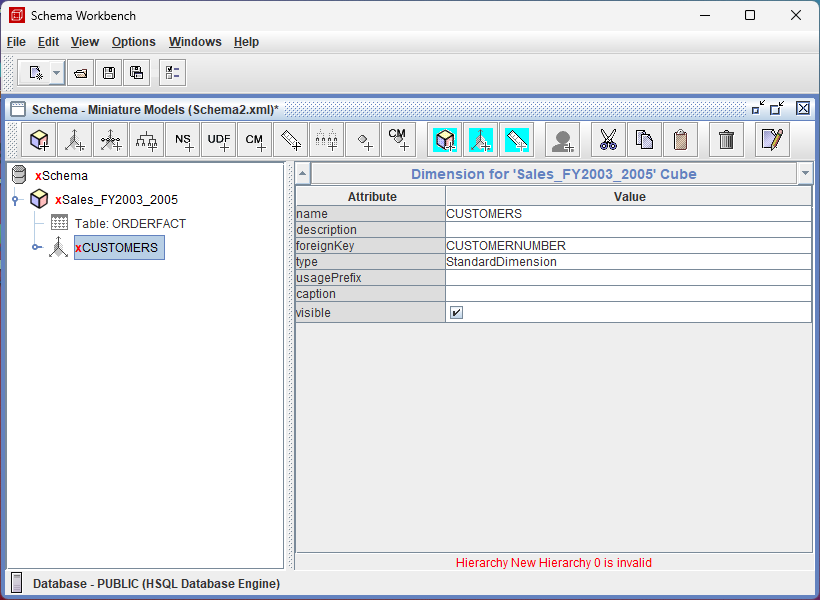 Schema Workbench
File Edit View Options Windows Help
Schema - Miniature Models (Schema2.xml)*
NS UDF CM CM
xSchema
xSales_FY2003_2005
Table: ORDERFACT
xCUSTOMERS
Dimension for 'Sales_FY2003_2005' Cube
Attribute Value
name CUSTOMERS
description
foreignKey CUSTOMERNUMBER
type StandardDimension
usagePrefix
caption
visible
Hierarchy New Hierarchy 0 is invalid
Database - PUBLIC (HSQL Database Engine)